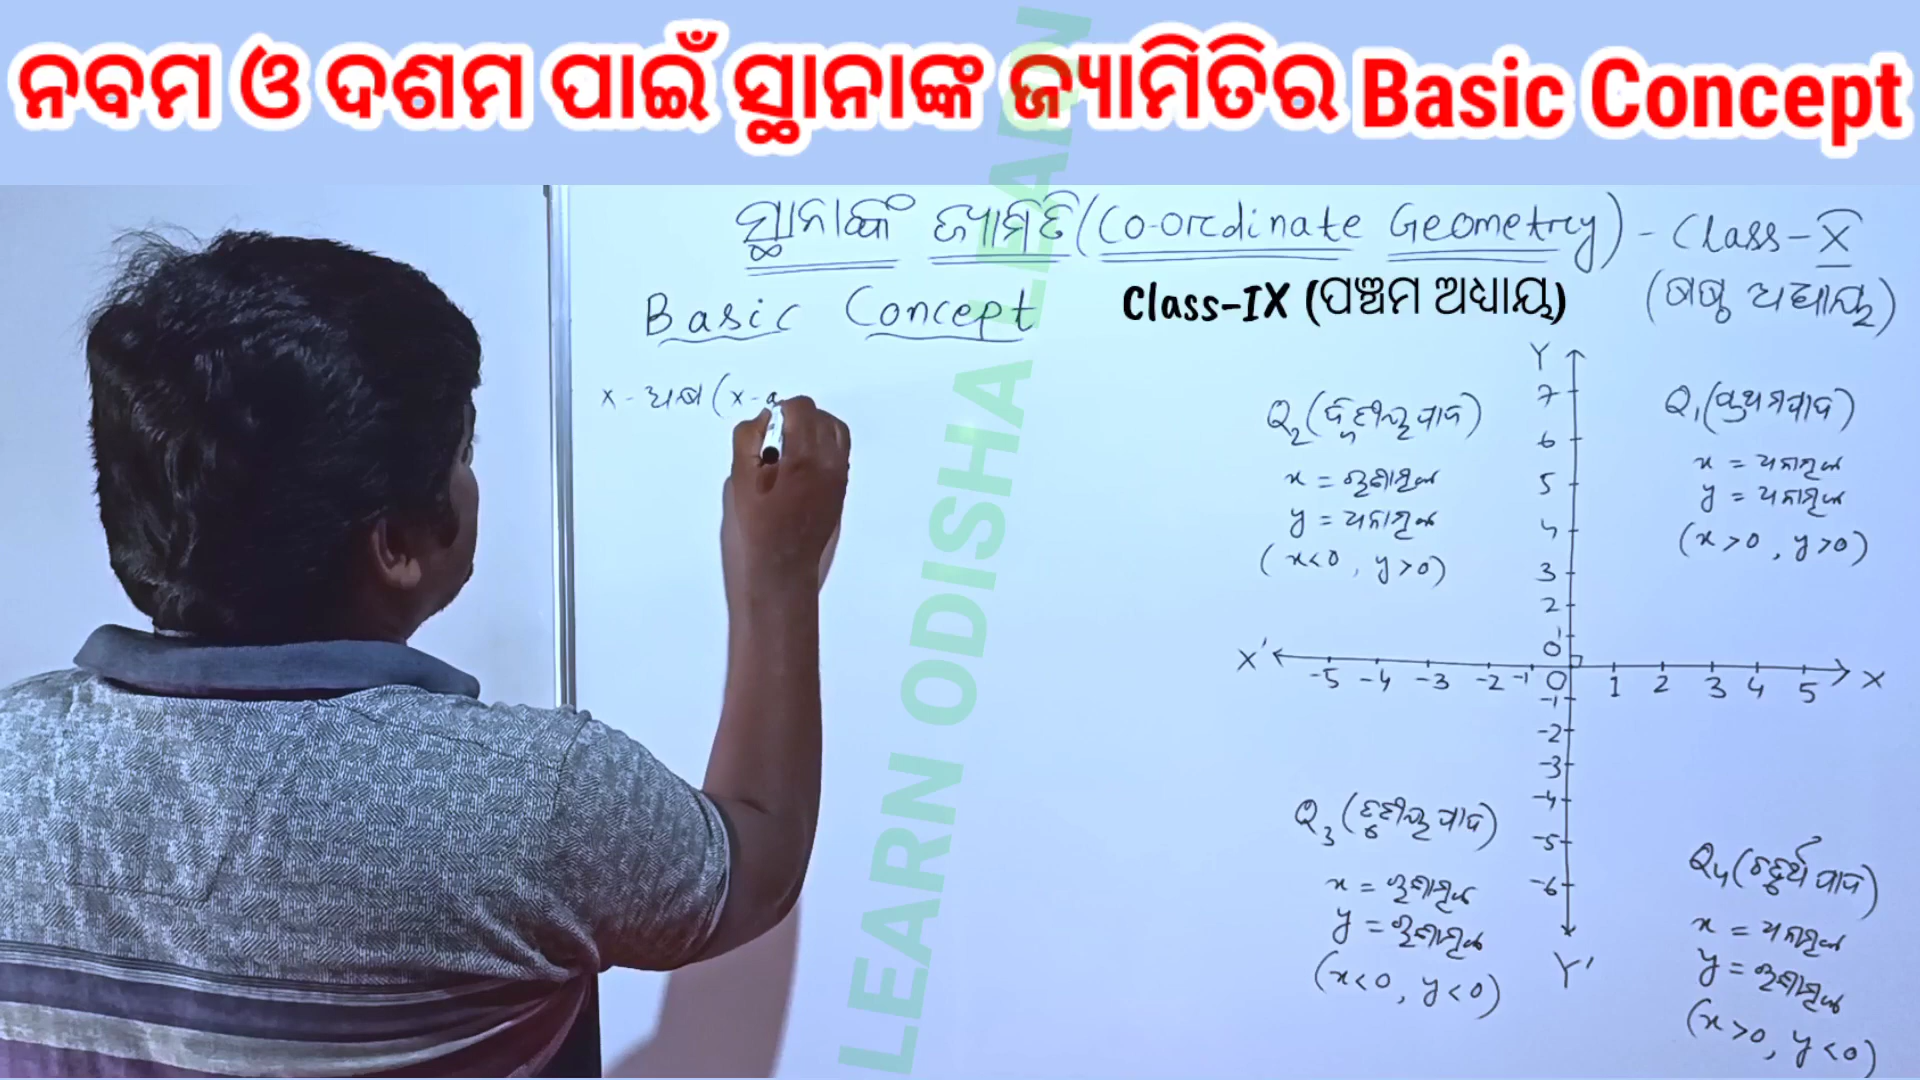 ନବମ ଓ ଦଶମ ପାଇଁ ସ୍ଥାନାଙ୍କ ଜ୍ୟାମିତିର Basic Concept
ସ୍ଥାନାଙ୍କ ଜ୍ୟାମିତି (Co-ordinate Geometry) - Class - X
(ଷଷ୍ଠ ଅଧ୍ୟାୟ)
Class-IX (ପଞ୍ଚମ ଅଧ୍ୟାୟ)
Basic Concept
x - ଅକ୍ଷ (x - a
LEARN ODISHA LEARN
Q₂ (ଦ୍ୱିତୀୟ ପାଦ)
x = ଋଣାତ୍ମକ
y = ଧନାତ୍ମକ
(x<0, y>0)
Q₁ (ପ୍ରଥମ ପାଦ)
x = ଧନାତ୍ମକ
y = ଧନାତ୍ମକ
(x>0, y>0)
Y
7
6
5
4
3
2
1
0
X' -5 -4 -3 -2 -1 0 1 2 3 4 5 X
-1
-2
-3
-4
-5
-6
Y'
Q₃ (ତୃତୀୟ ପାଦ)
x = ଋଣାତ୍ମକ
y = ଋଣାତ୍ମକ
(x<0, y<0)
Q₄ (ଚତୁର୍ଥ ପାଦ)
x = ଧନାତ୍ମକ
y = ଋଣାତ୍ମକ
(x>0, y<0)